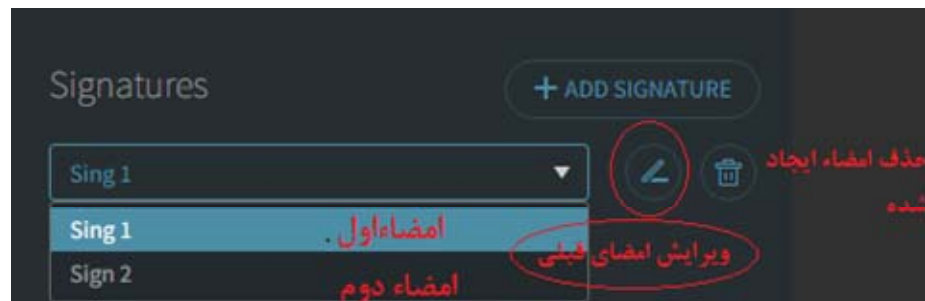 Signatures
+ ADD SIGNATURE
Sing 1
حذف امضاء ایجاد
شده
Sing 1
امضاءاول .
ویرایش امضای قبلی
Sign 2
امضاء دوم